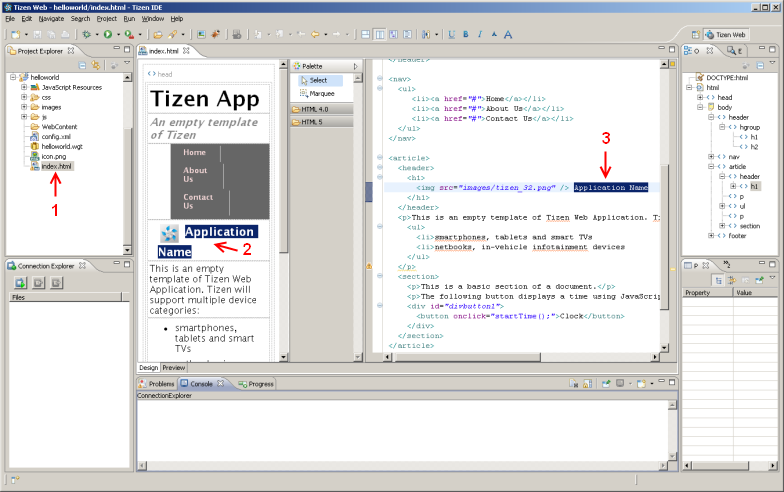 Tizen Web - helloworld/index.html - Tizen IDE
File Edit Navigate Search Project Run Window Help
Tizen Web
Project Explorer
helloworld
JavaScript Resources
css
images
js
WebContent
config.xml
helloworld.wgt
icon.png
index.html
1
Connection Explorer
Files
index.html
<> head
Tizen App
An empty template
of Tizen
Home
About
Us
Contact
Us
Application
Name
2
This is an empty
template of Tizen Web
Application. Tizen will
support multiple device
categories:
smartphones,
tablets and smart
TVs
Design Preview
Palette
Select
Marquee
HTML 4.0
HTML 5
</header>
<nav>
<ul>
<li><a href="#">Home</a></li>
<li><a href="#">About Us</a></li>
<li><a href="#">Contact Us</a></li>
</ul>
</nav>
3
<article>
<header>
<h1>
<img src="images/tizen_32.png" /> Application Name
</h1>
</header>
<p>This is an empty template of Tizen Web Application. T
<ul>
<li>smartphones, tablets and smart TVs
<li>netbooks, in-vehicle infotainment devices
</ul>
</p>
<section>
<p>This is a basic section of a document.</p>
<p>The following button displays a time using JavaScrip
<div id="divbutton1">
<button onclick="startTime();">Clock</button>
</div>
</section>
</article>
Problems Console Progress
ConnectionExplorer
O E
DOCTYPE:html
html
head
body
header
hgroup
h1
h2
nav
article
header
h1
p
ul
p
section
footer
P 2
Property Value